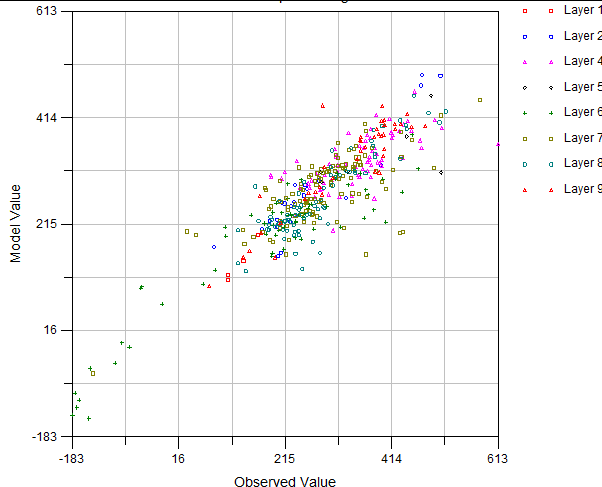 613
414
215
16
-183
-183
16
215
414
613
Model Value
Observed Value
Layer 1
Layer 2
Layer 4
Layer 5
Layer 6
Layer 7
Layer 8
Layer 9